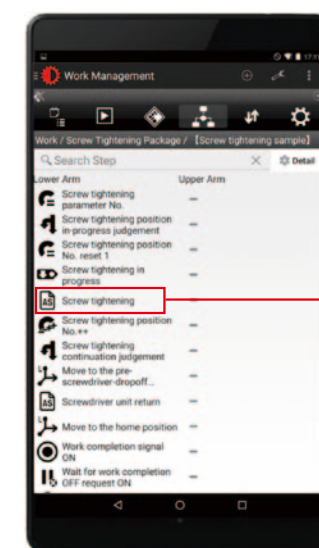 17:11
Work Management
Work / Screw Tightening Package / 【Screw tightening sample】
Search Step
Detail
Lower Arm Upper Arm
Screw tightening
parameter No. –
Screw tightening position
in-progress judgement –
Screw tightening position
No. reset 1 –
Screw tightening in
progress –
AS Screw tightening –
Screw tightening position
No.++ –
Screw tightening
continuation judgement –
Move to the pre-
screwdriver-dropoff... –
AS Screwdriver unit return –
Move to the home position –
Work completion signal
ON –
Wait for work completion
OFF request ON –